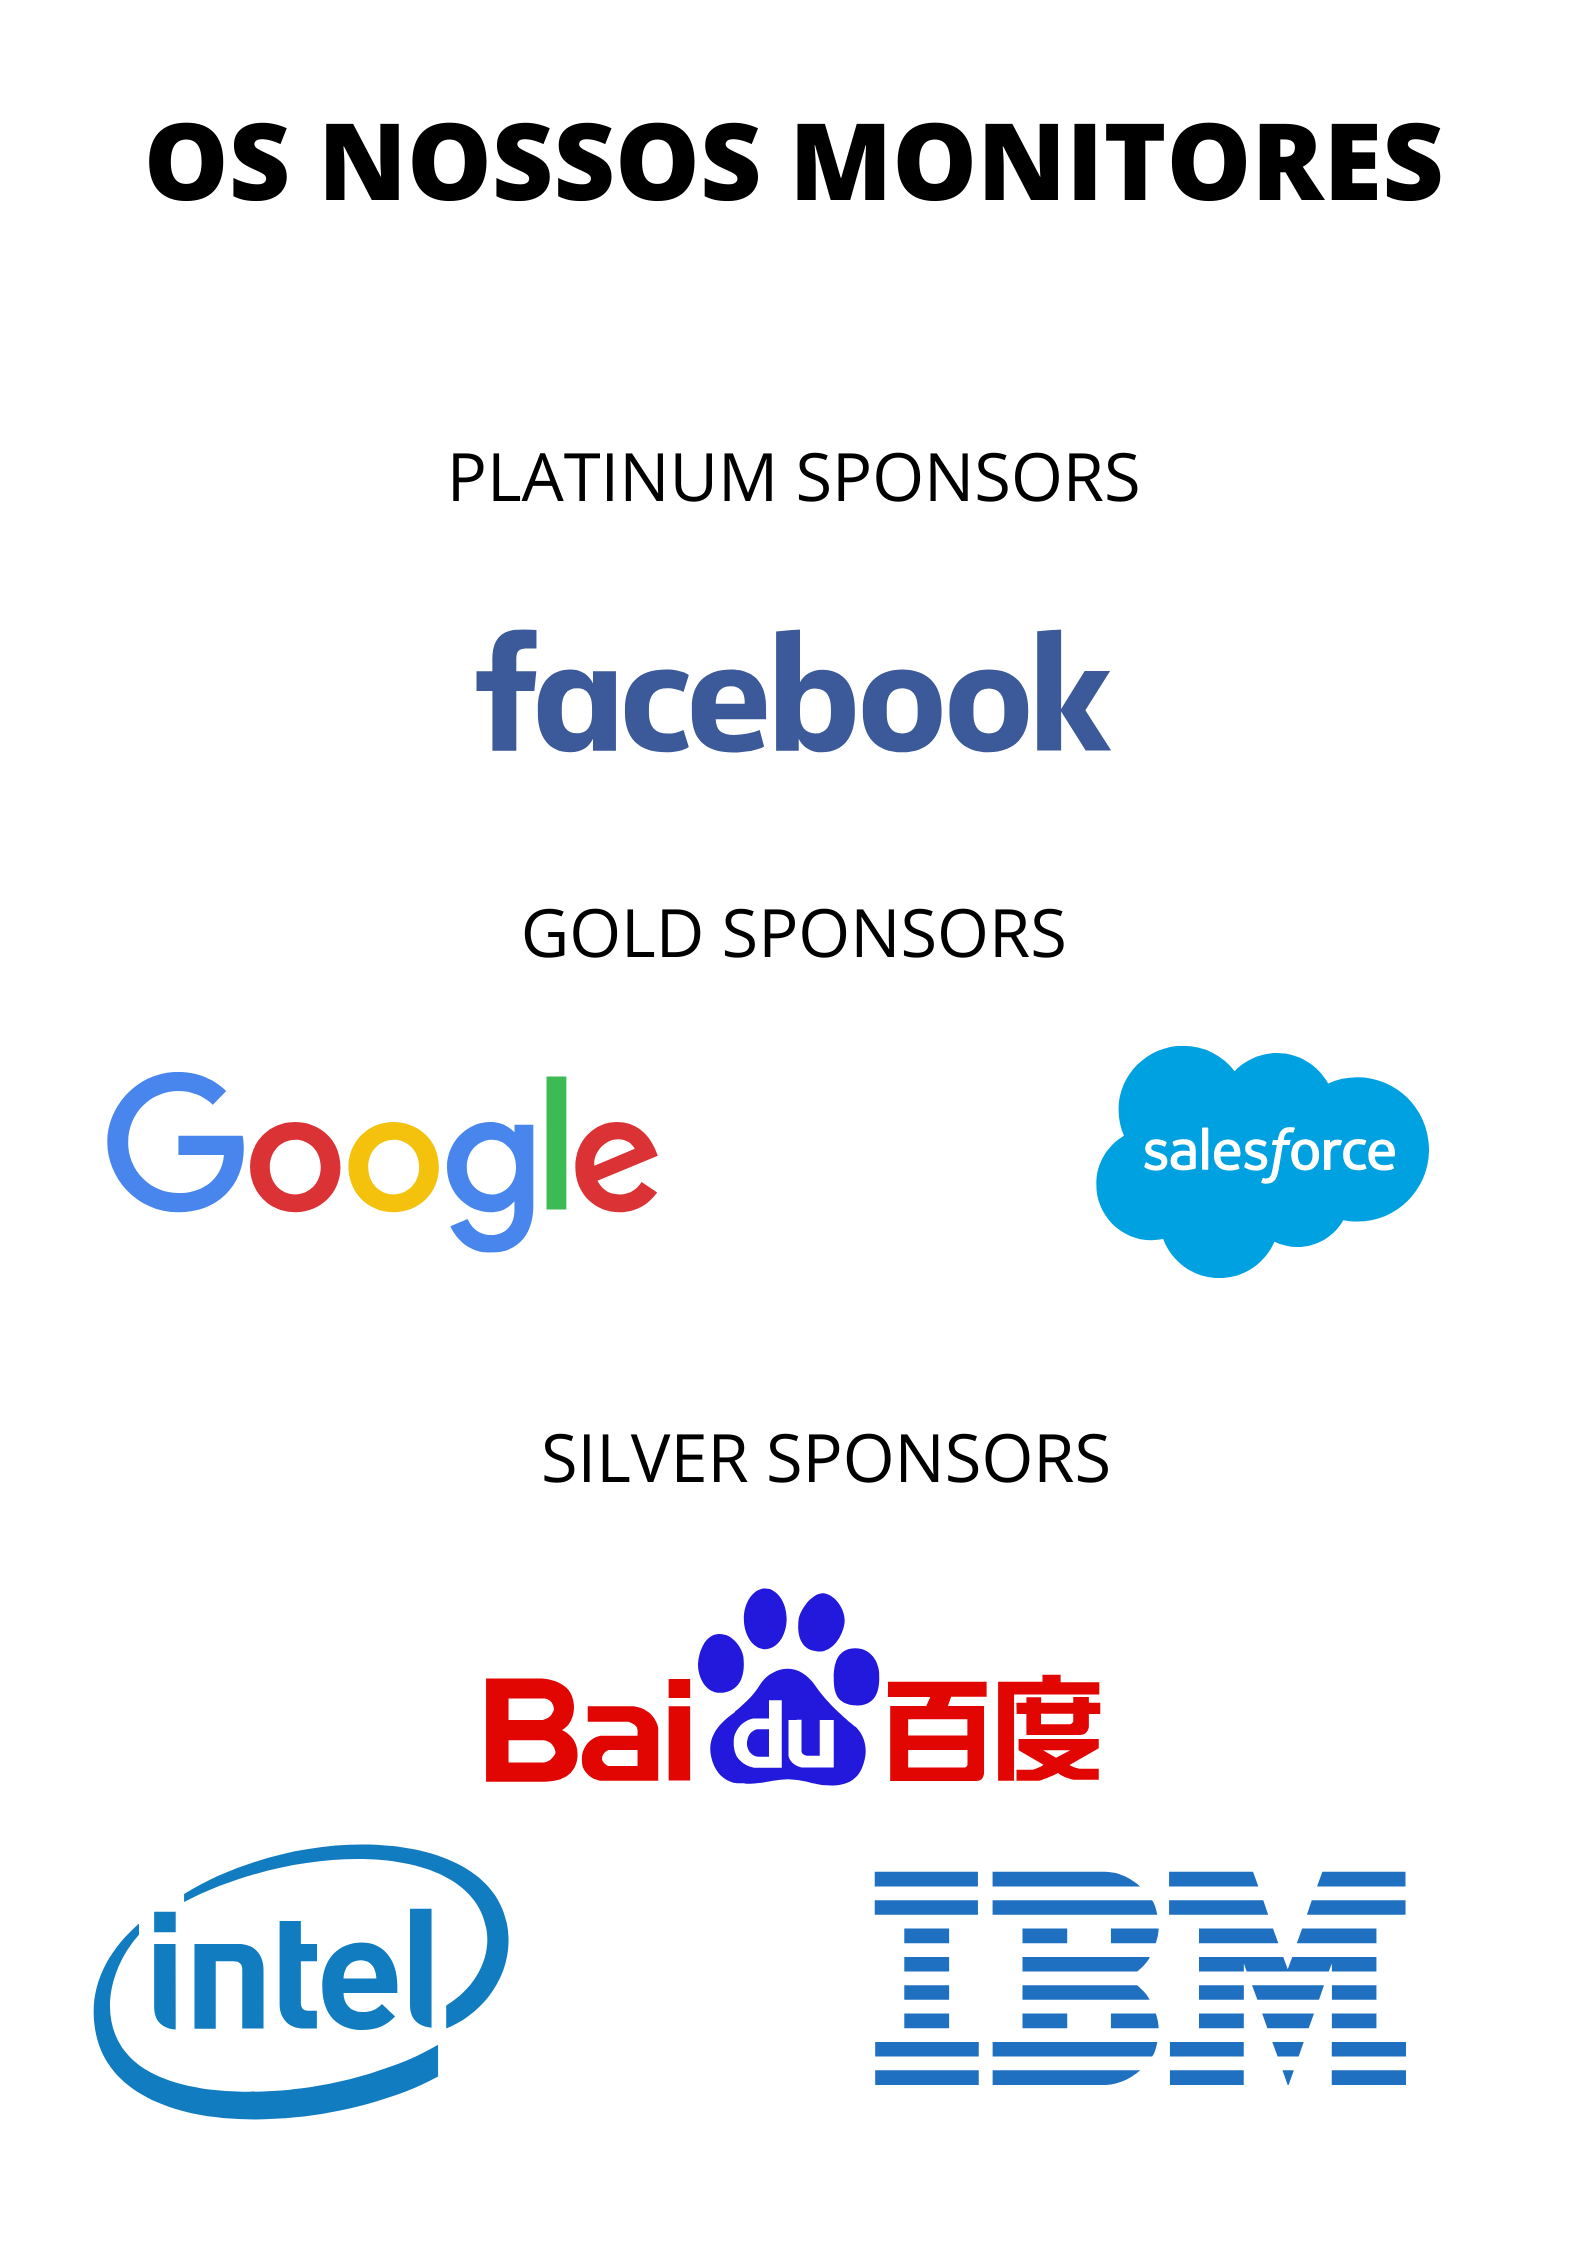 OS NOSSOS MONITORES
PLATINUM SPONSORS
facebook
GOLD SPONSORS
Google
salesforce
SILVER SPONSORS
Baidu百度
intel
IBM